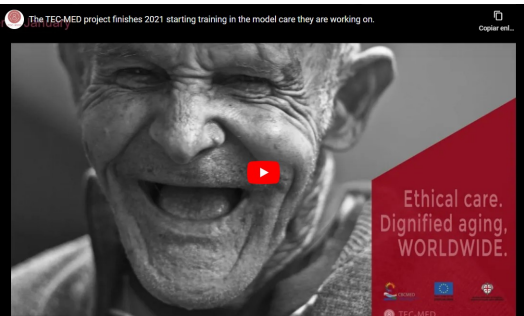 The TEC-MED project finishes 2021 starting training in the model care they are working on.
January
Copiar enl...
Ethical care.
Dignified aging,
WORLDWIDE.
TEC-MED